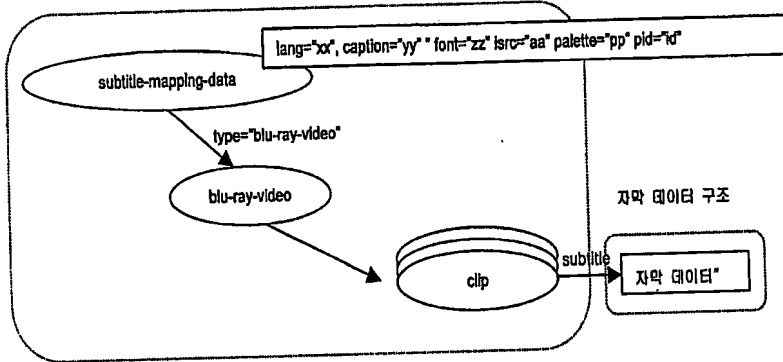 lang="xx", caption="yy" " font="zz" isrc="aa" palette="pp" pid="id"
subtitle-mapping-data
type="blu-ray-video"
blu-ray-video
자막 데이터 구조
subtitle
clip
자막 데이터"